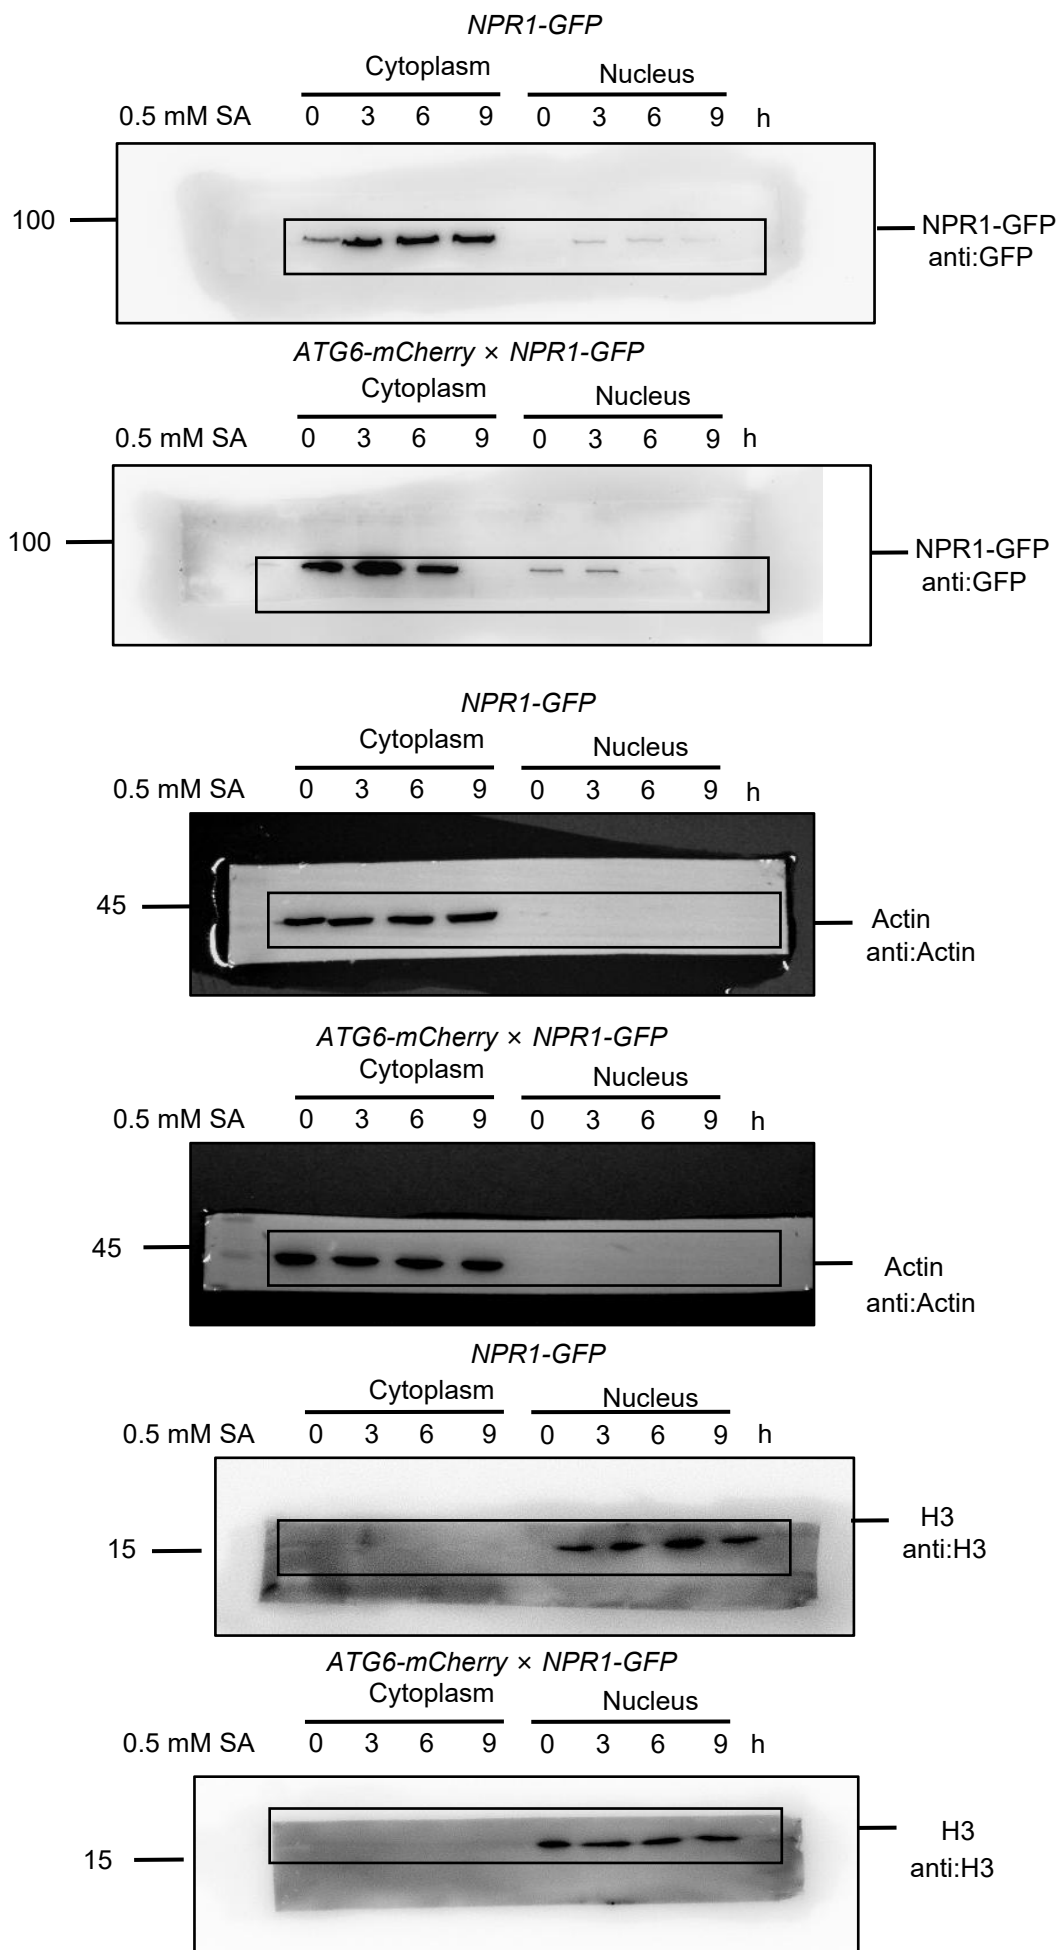 NPR1-GFP
Cytoplasm Nucleus
0.5 mM SA 0 3 6 9 0 3 6 9 h
100
NPR1-GFP
anti:GFP
ATG6-mCherry × NPR1-GFP
Cytoplasm Nucleus
0.5 mM SA 0 3 6 9 0 3 6 9 h
100
NPR1-GFP
anti:GFP
NPR1-GFP
Cytoplasm Nucleus
0.5 mM SA 0 3 6 9 0 3 6 9 h
45
Actin
anti:Actin
ATG6-mCherry × NPR1-GFP
Cytoplasm Nucleus
0.5 mM SA 0 3 6 9 0 3 6 9 h
45
Actin
anti:Actin
NPR1-GFP
Cytoplasm Nucleus
0.5 mM SA 0 3 6 9 0 3 6 9 h
H3
15
anti:H3
ATG6-mCherry × NPR1-GFP
Cytoplasm Nucleus
0.5 mM SA 0 3 6 9 0 3 6 9 h
H3
15
anti:H3